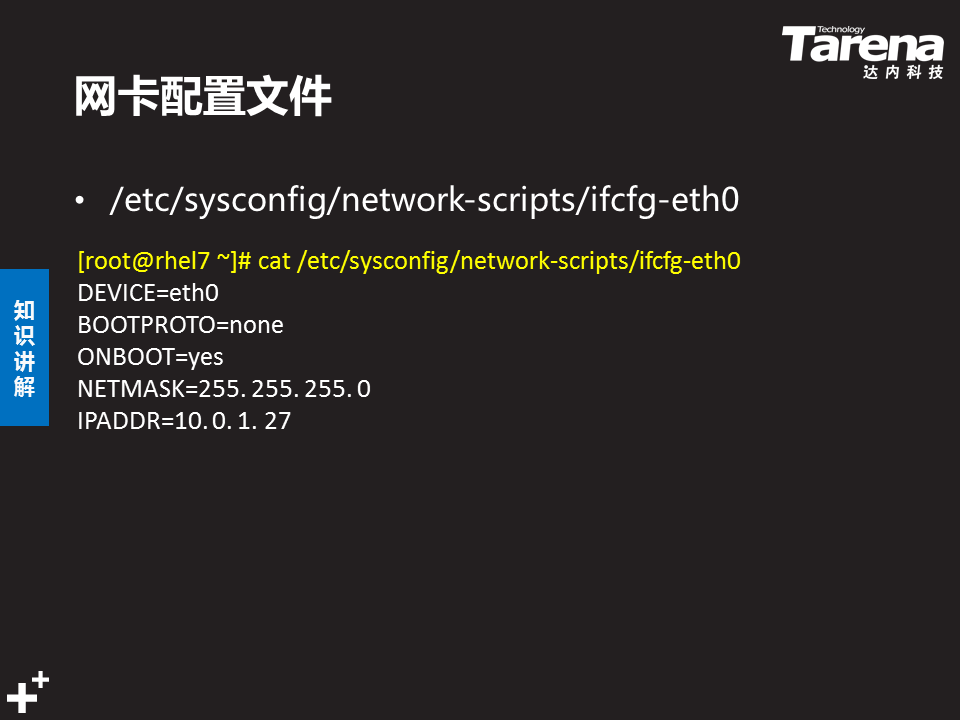 Technology
Tarena
达内科技
网卡配置文件
• /etc/sysconfig/network-scripts/ifcfg-eth0
[root@rhel7 ~]# cat /etc/sysconfig/network-scripts/ifcfg-eth0
DEVICE=eth0
BOOTPROTO=none
ONBOOT=yes
NETMASK=255. 255. 255. 0
IPADDR=10. 0. 1. 27
知识讲解